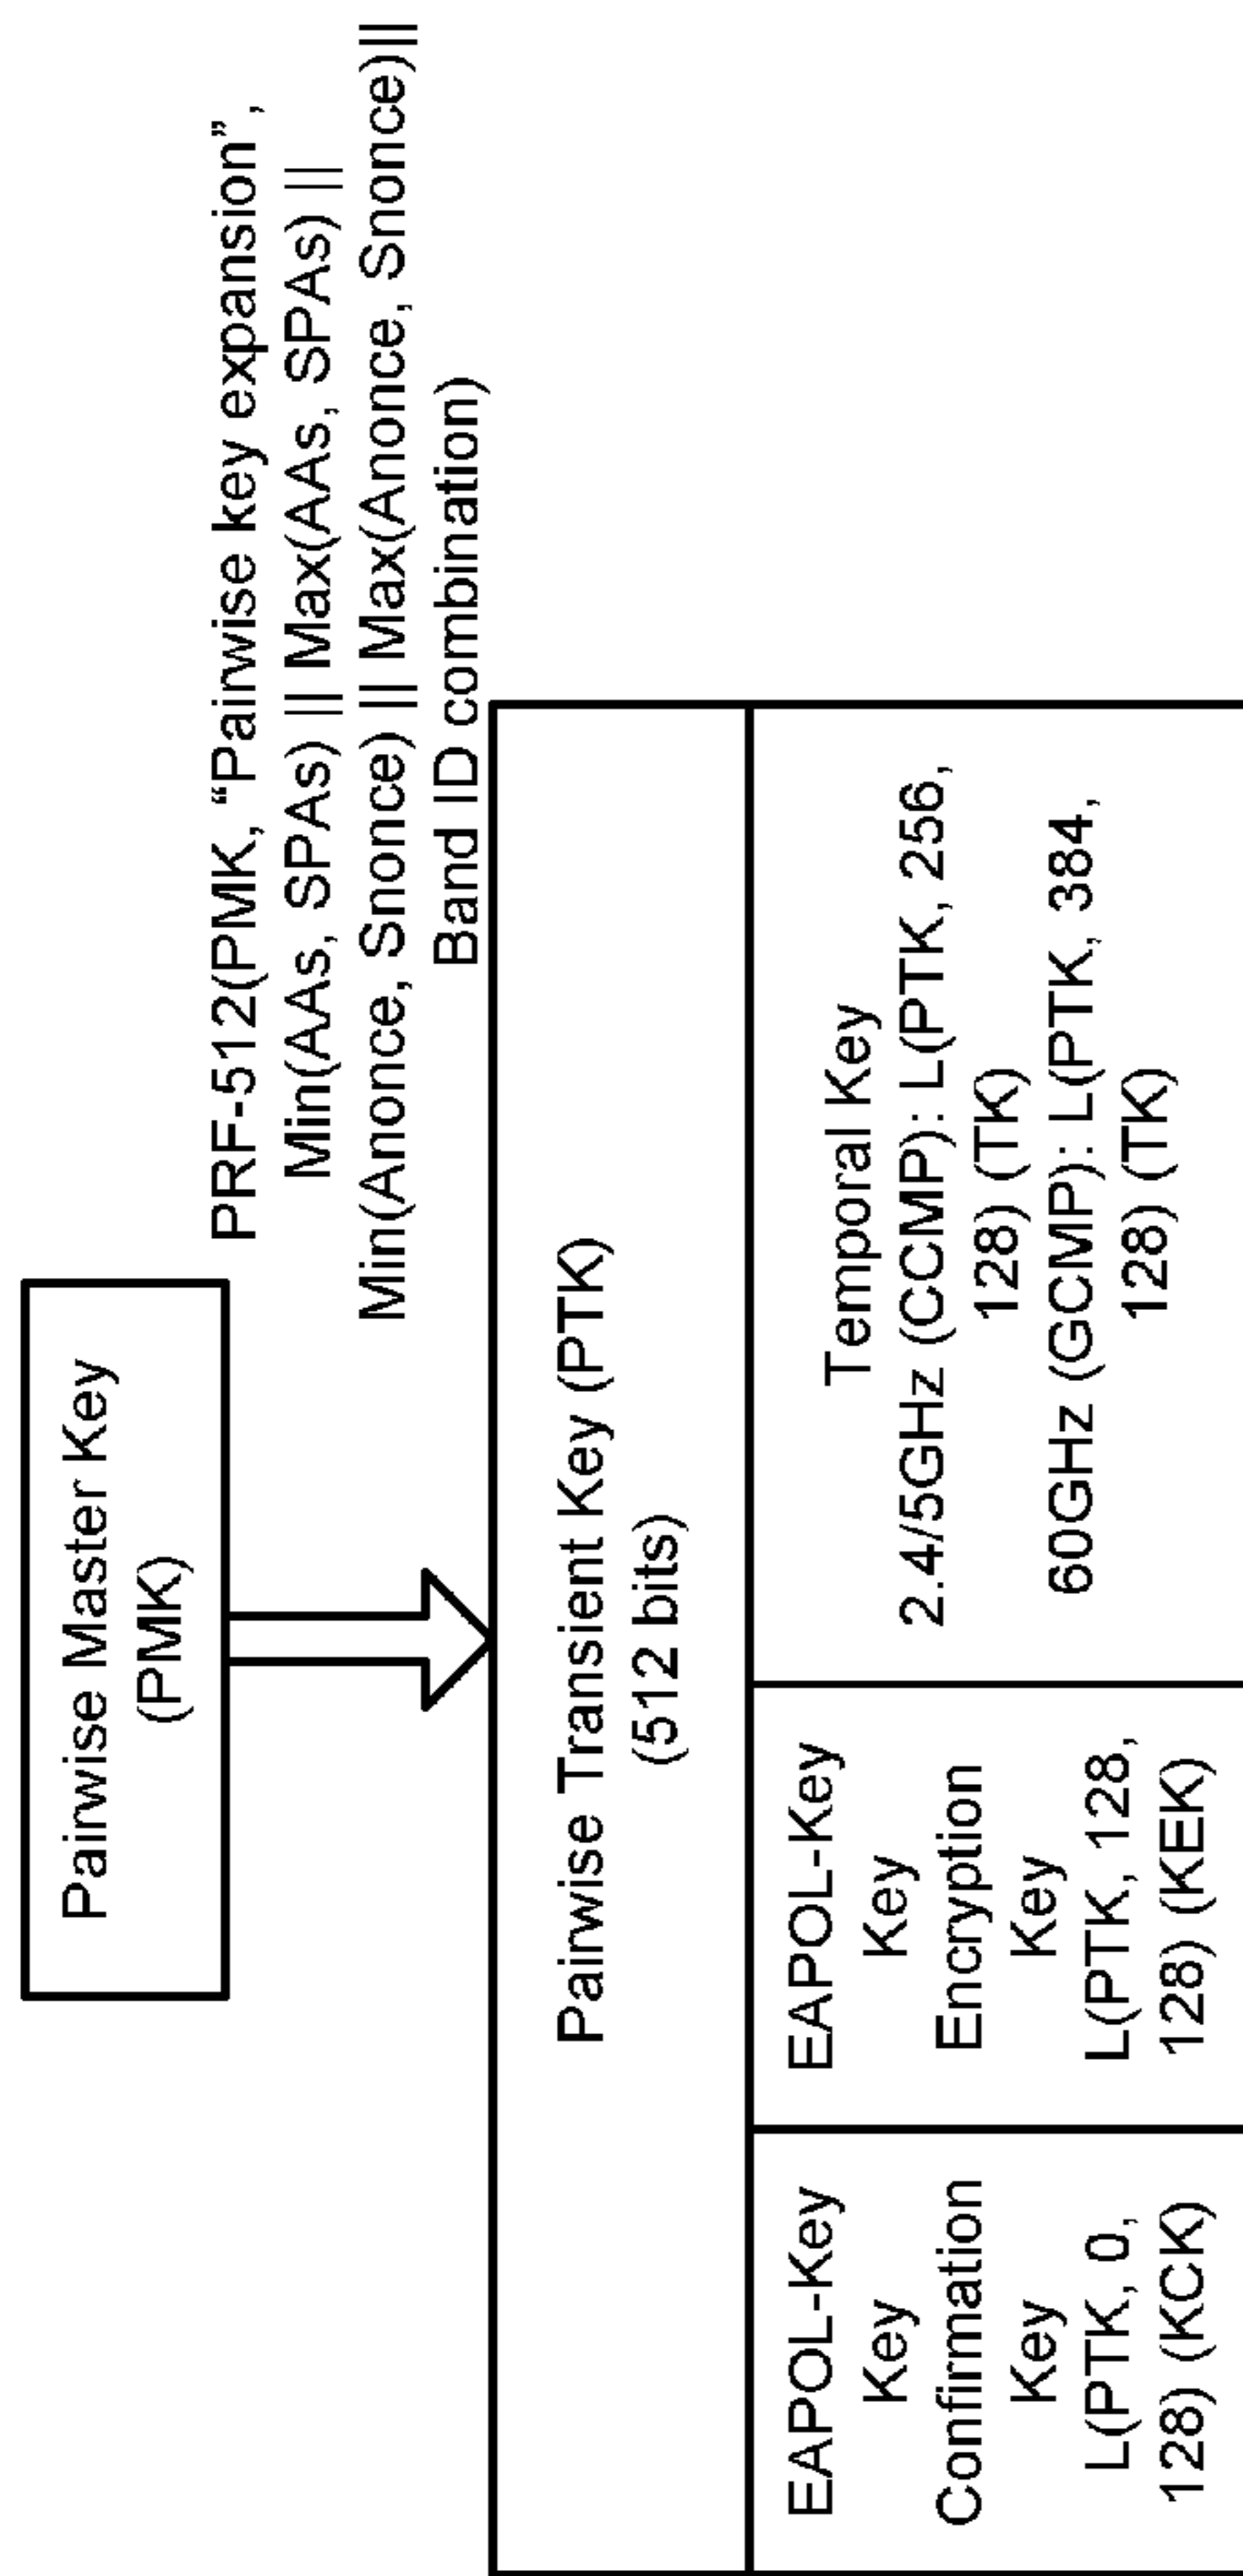 Pairwise Master Key
(PMK)
PRF-512(PMK, “Pairwise key expansion”,
Min(AAs, SPAs) || Max(AAs, SPAs) ||
Min(Anonce, Snonce) || Max(Anonce, Snonce)||
Band ID combination)
Pairwise Transient Key (PTK)
(512 bits)
EAPOL-Key
Key
Confirmation
Key
L(PTK, 0,
128) (KCK)
EAPOL-Key
Key
Encryption
Key
L(PTK, 128,
128) (KEK)
Temporal Key
2.4/5GHz (CCMP): L(PTK, 256,
128) (TK)
60GHz (GCMP): L(PTK, 384,
128) (TK)